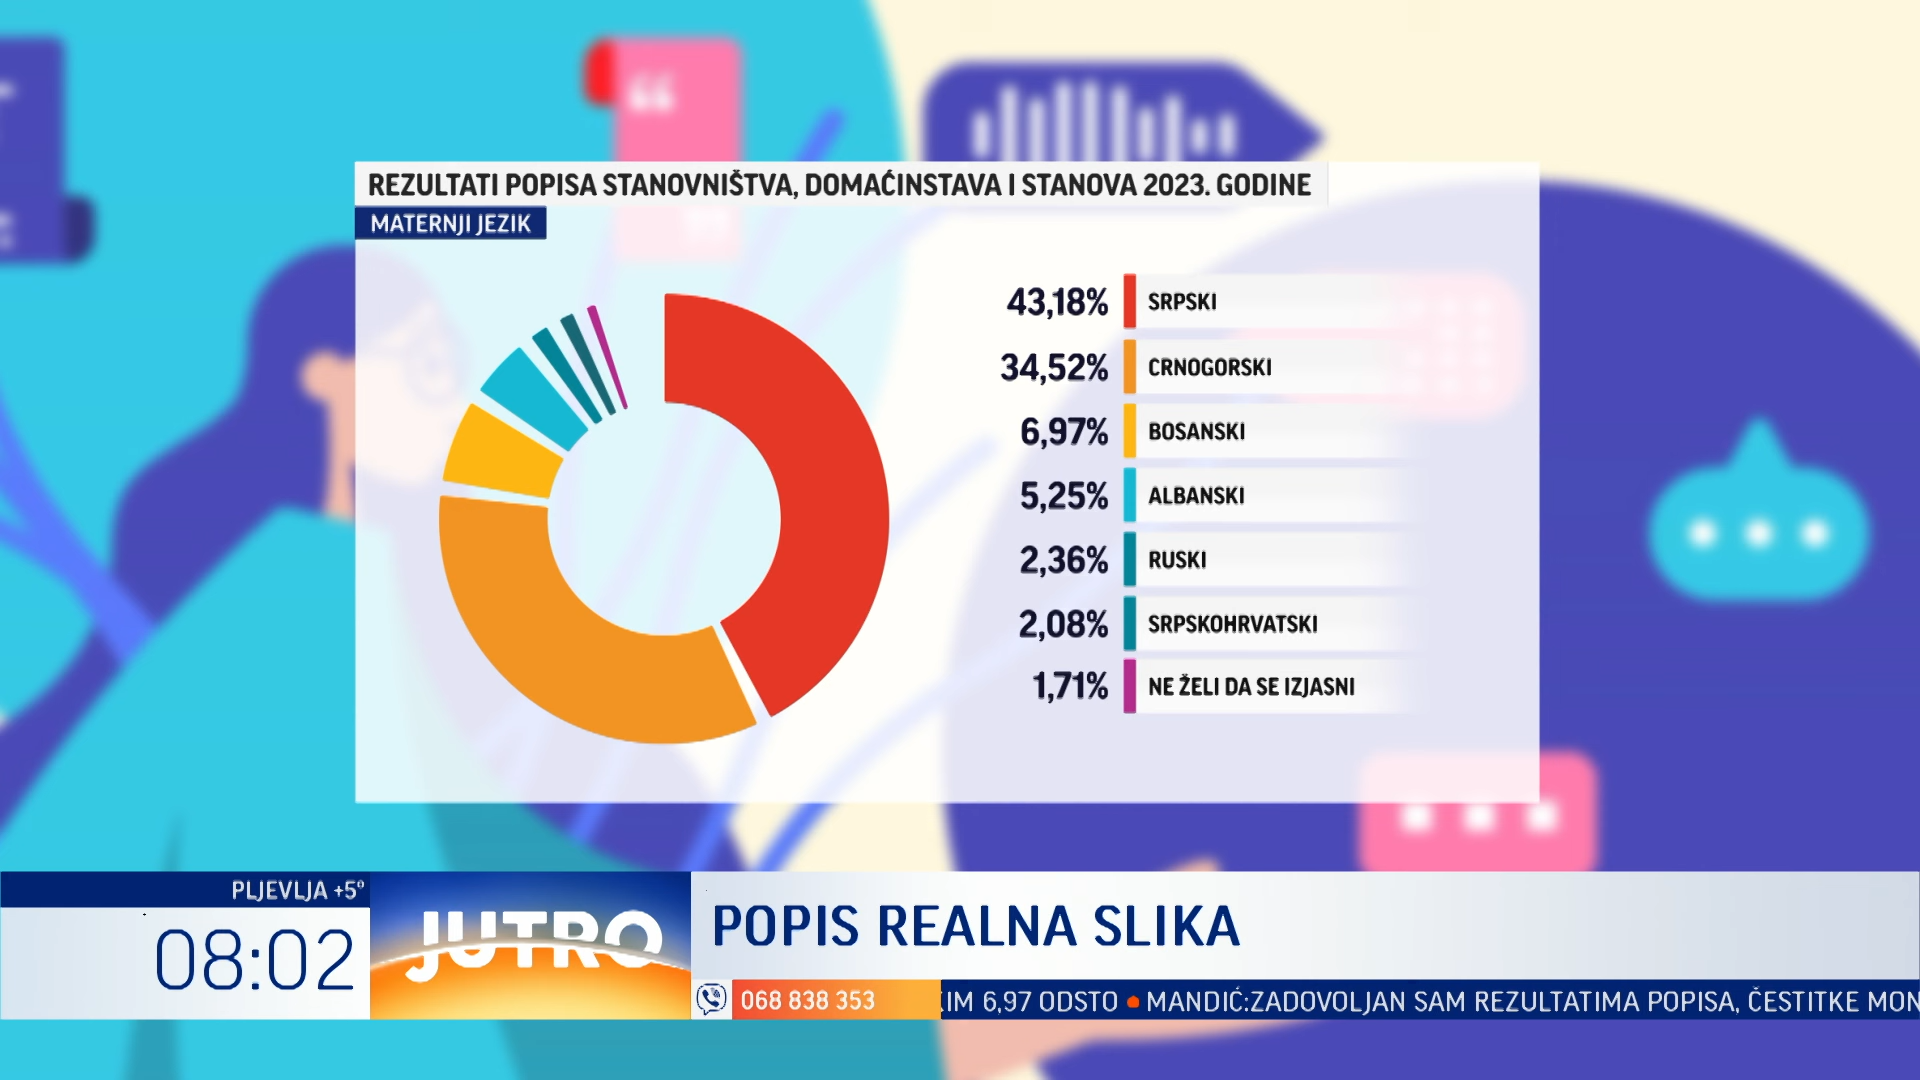 REZULTATI POPISA STANOVNIŠTVA, DOMAĆINSTAVA I STANOVA 2023. GODINE
MATERNJI JEZIK
43,18% SRPSKI
34,52% CRNOGORSKI
6,97% BOSANSKI
5,25% ALBANSKI
2,36% RUSKI
2,08% SRPSKOHRVATSKI
1,71% NE ŽELI DA SE IZJASNI
PLJEVLJA +5°
08:02
JUTRO
POPIS REALNA SLIKA
068 838 353
6,97 ODSTO • MANDIĆ:ZADOVOLJAN SAM REZULTATIMA POPISA, ČESTITKE